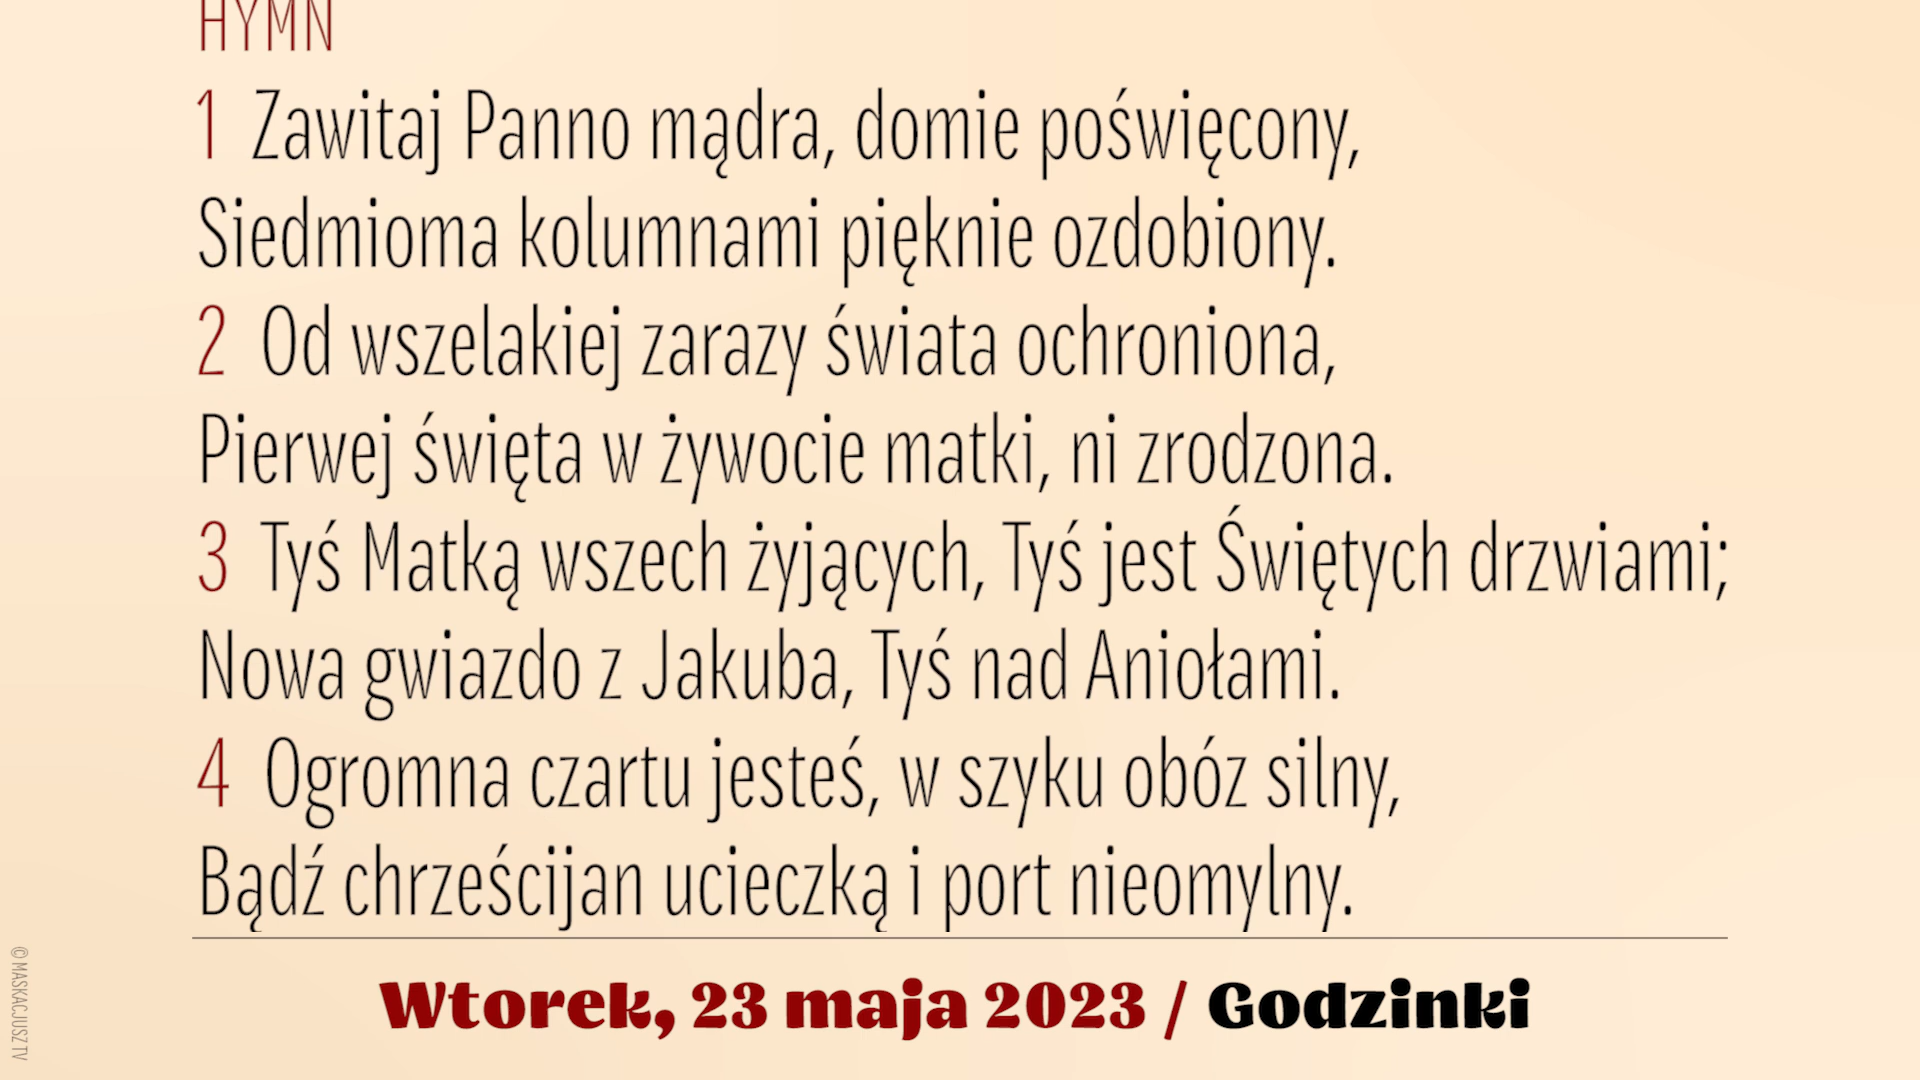 HYMN
1 Zawitaj Panno mądra, domie poświęcony,
Siedmioma kolumnami pięknie ozdobiony.
2 Od wszelakiej zarazy świata ochroniona,
Pierwej święta w żywocie matki, ni zrodzona.
3 Tyś Matką wszech żyjących, Tyś jest Świętych drzwiami;
Nowa gwiazdo z Jakuba, Tyś nad Aniołami.
4 Ogromna czartu jesteś, w szyku obóz silny,
Bądź chrześcijan ucieczką i port nieomylny.
Wtorek, 23 maja 2023 / Godzinki
© MASKACJUSZ TV